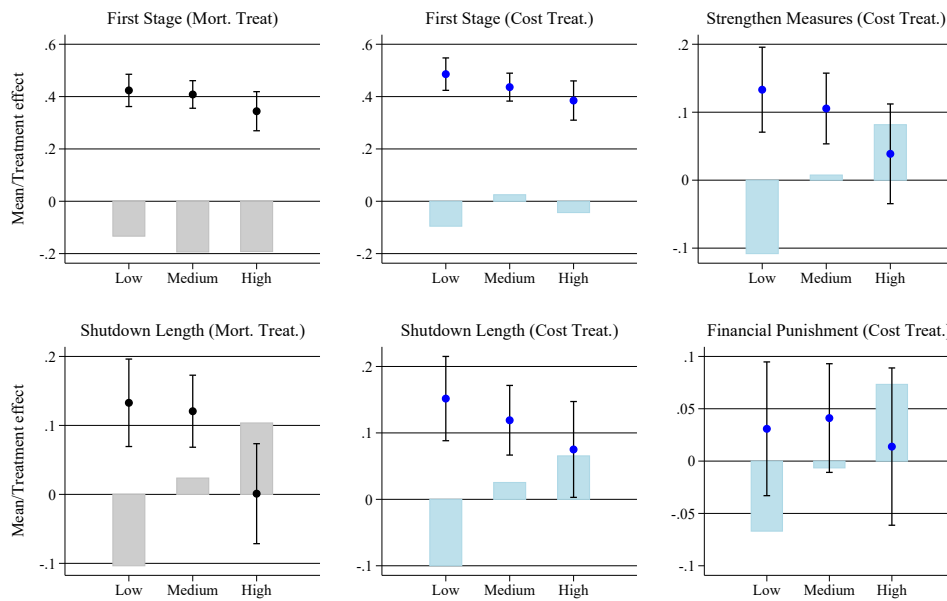 First Stage (Mort. Treat)
First Stage (Cost Treat.)
Strengthen Measures (Cost Treat.)
Mean/Treatment effect
.6
.4
.2
0
-.2
Low Medium High
.6
.4
.2
0
-.2
Low Medium High
.2
.1
0
-.1
Low Medium High
Shutdown Length (Mort. Treat.)
Shutdown Length (Cost Treat.)
Financial Punishment (Cost Treat.)
Mean/Treatment effect
.2
.1
0
-.1
Low Medium High
.2
.1
0
-.1
Low Medium High
.1
.05
0
-.05
-.1
Low Medium High